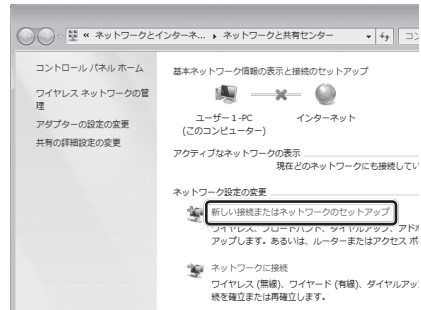 « ネットワークとインターネ... ▸ ネットワークと共有センター
コン
コントロール パネル ホーム
ワイヤレス ネットワークの管
理
アダプターの設定の変更
共有の詳細設定の変更
基本ネットワーク情報の表示と接続のセットアップ
ユーザー1-PC
(このコンピューター)
インターネット
アクティブなネットワークの表示
現在どのネットワークにも接続してい
ネットワーク設定の変更
新しい接続またはネットワークのセットアップ
ワイヤレス、ブロードバンド、ダイヤルアップ、アドホ
アップします。あるいは、ルーターまたはアクセス ポ
ネットワークに接続
ワイヤレス (無線)、ワイヤード (有線)、ダイヤルアッ
続を確立または再確立します。